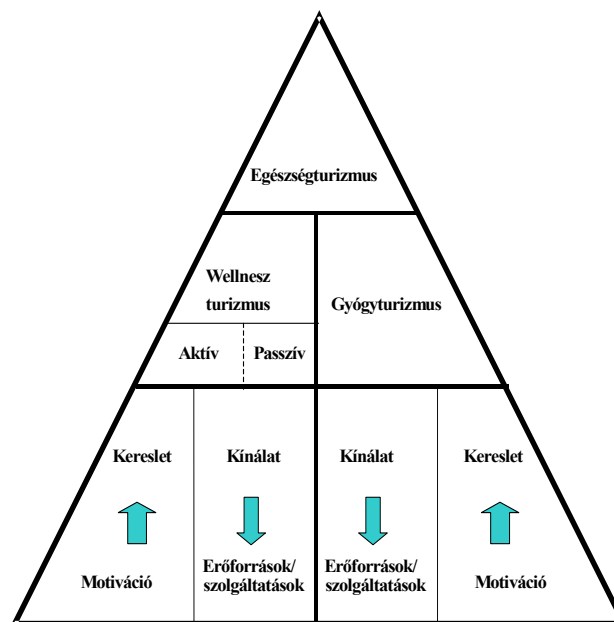 Egészségturizmus
Wellnesz
turizmus
Gyógyturizmus
Aktív
Passzív
Kereslet
Kínálat
Kínálat
Kereslet
Motiváció
Erőforrások/
szolgáltatások
Erőforrások/
szolgáltatások
Motiváció